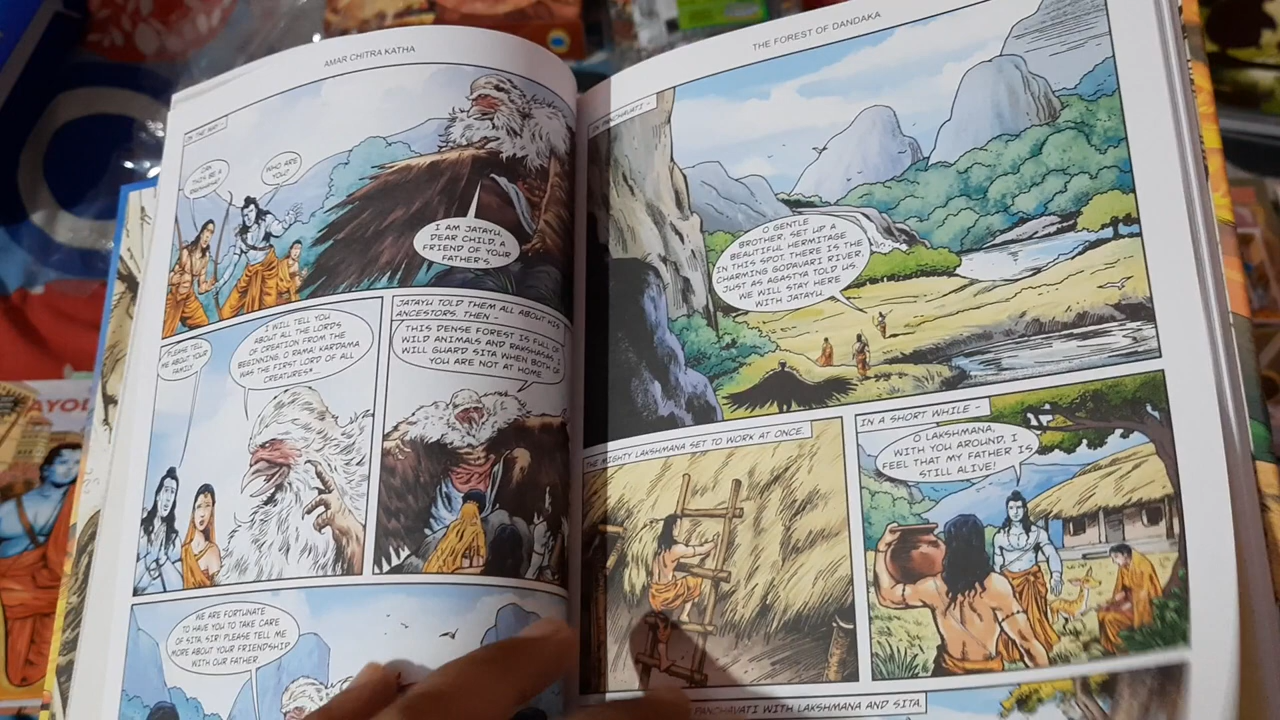 AMAR CHITRA KATHA
ON THE WAY -
CAN
THIS BE A
RAKSHASA?
WHO ARE
YOU?
I AM JATAYU,
DEAR CHILD, A
FRIEND OF YOUR
FATHER'S.
PLEASE TELL
ME ABOUT YOUR
FAMILY.
I WILL TELL YOU
ABOUT ALL THE LORDS
OF CREATION FROM THE
BEGINNING, O RAMA! KARDAMA
WAS THE FIRST LORD OF ALL
CREATURES*...
JATAYU TOLD THEM ALL ABOUT HIS
ANCESTORS. THEN -
THIS DENSE FOREST IS FULL OF
WILD ANIMALS AND RAKSHASAS. I
WILL GUARD SITA WHEN BOTH OF
YOU ARE NOT AT HOME.
WE ARE FORTUNATE
TO HAVE YOU TO TAKE CARE
OF SITA, SIR! PLEASE TELL ME
MORE ABOUT YOUR FRIENDSHIP
WITH OUR FATHER.
THE FOREST OF DANDAKA
IN PANCHAVATI -
O GENTLE
BROTHER, SET UP A
BEAUTIFUL HERMITAGE
IN THIS SPOT. THERE IS THE
CHARMING GODAVARI RIVER,
JUST AS AGASTYA TOLD US.
WE WILL STAY HERE
WITH JATAYU.
THE MIGHTY LAKSHMANA SET TO WORK AT ONCE.
IN A SHORT WHILE -
O LAKSHMANA,
WITH YOU AROUND, I
FEEL THAT MY FATHER IS
STILL ALIVE!
PANCHAVATI WITH LAKSHMANA AND SITA.